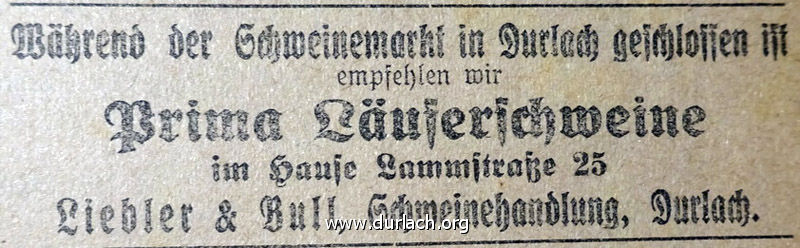 Während der Schweinemarkt in Durlach geschlossen ist
empfehlen wir
Prima Läuferschweine
im Hause Lammstraße 25
Liebler & Bull, Schweinehandlung, Durlach.
www.durlach.org